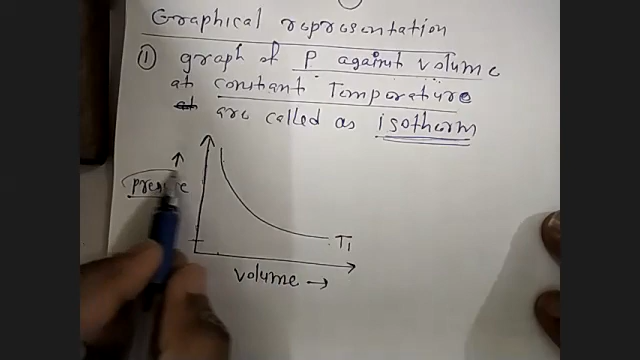 Graphical representation
① graph of P against volume
at constant Temperature
are called as isotherm
T1
volume →